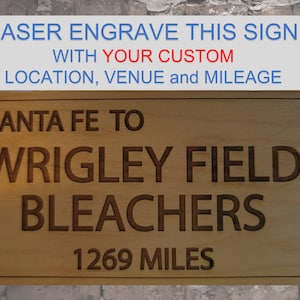 ASER ENGRAVE THIS SIGN
WITH YOUR CUSTOM
LOCATION, VENUE and MILEAGE
ANTA FE TO
WRIGLEY FIELD
BLEACHERS
1269 MILES